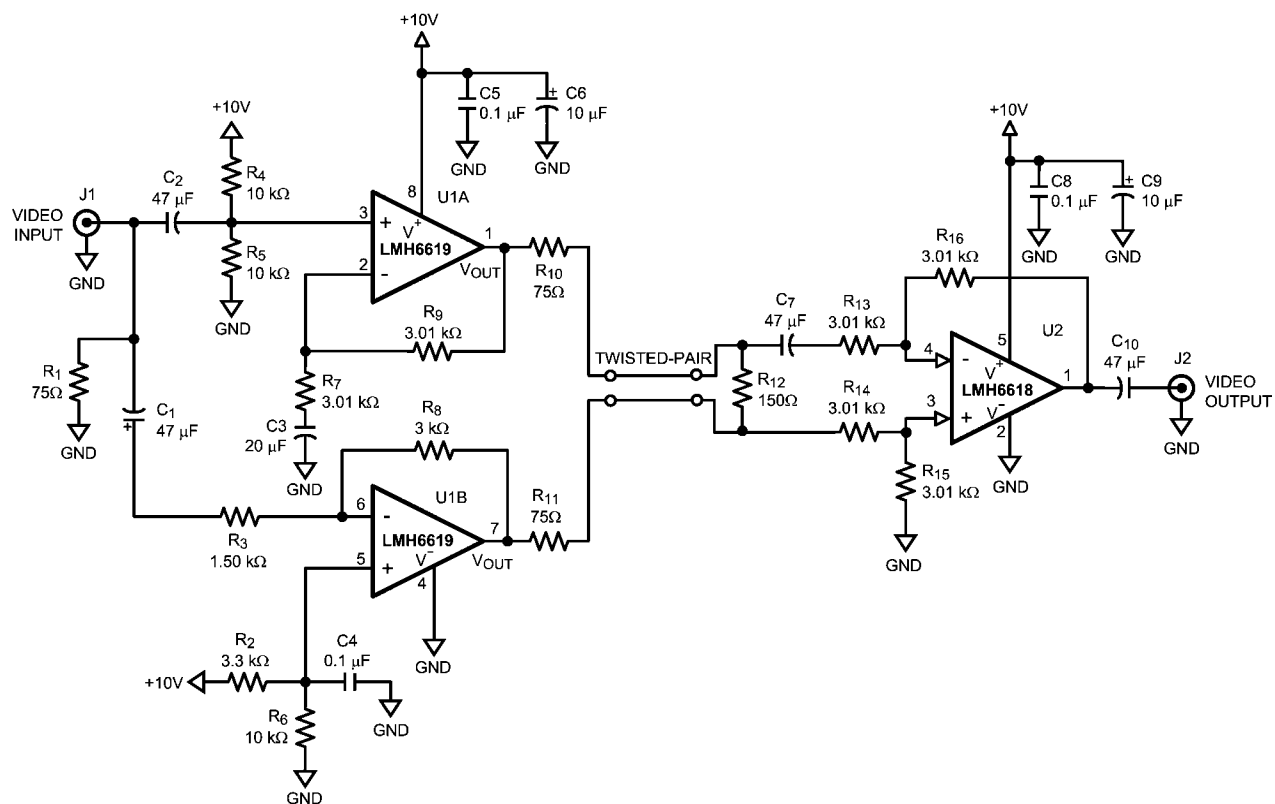 +10V
C5
0.1 µF
C6
10 µF
GND
GND
+10V
R4
10 kΩ
C2
47 µF
J1
VIDEO
INPUT
GND
R5
10 kΩ
GND
8
U1A
3
+
V+
LMH6619
1
2
-
VOUT
R10
75Ω
R9
3.01 kΩ
R7
3.01 kΩ
C3
20 µF
GND
R1
75Ω
GND
C1
47 µF
+
R8
3 kΩ
R3
1.50 kΩ
U1B
6
-
LMH6619
7
5
+
V-
VOUT
4
GND
R11
75Ω
R2
3.3 kΩ
C4
0.1 µF
+10V
GND
R6
10 kΩ
GND
TWISTED-PAIR
R12
150Ω
C7
47 µF
R13
3.01 kΩ
R14
3.01 kΩ
R15
3.01 kΩ
GND
R16
3.01 kΩ
+10V
C8
0.1 µF
+
C9
10 µF
GND
GND
U2
5
4
-
V+
LMH6618
1
3
+
V-
2
GND
C10
47 µF
J2
VIDEO
OUTPUT
GND